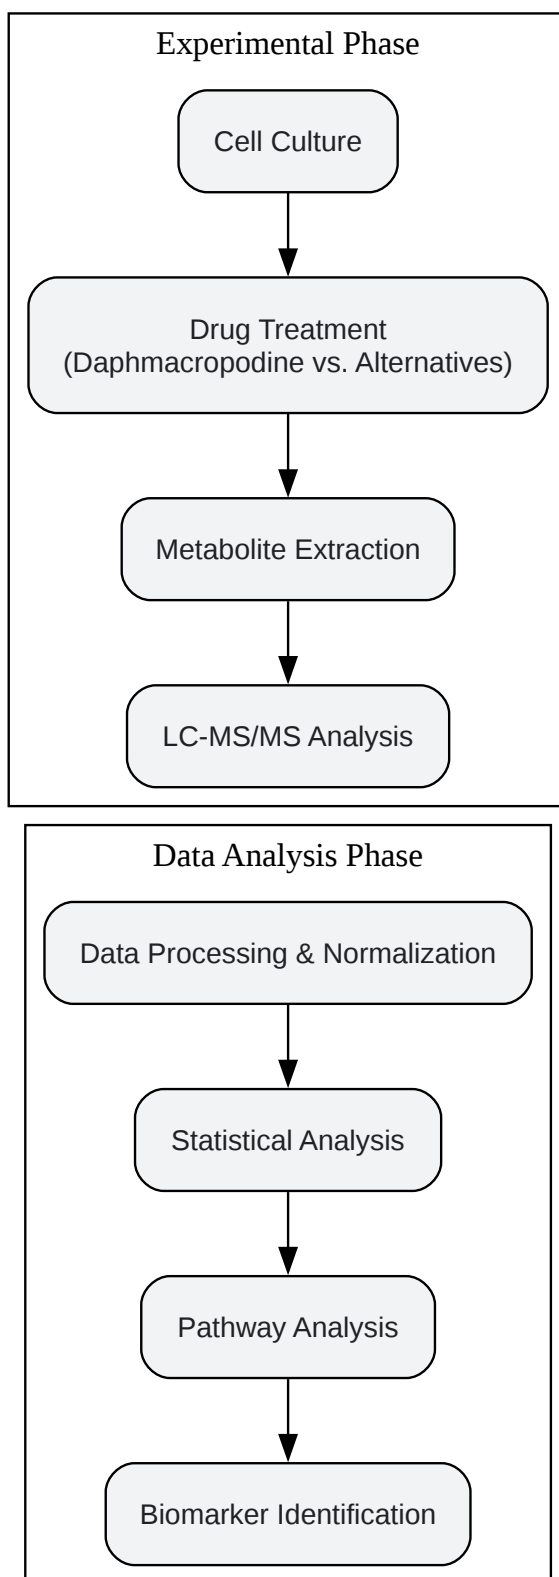 Experimental Phase
Cell Culture
Drug Treatment
(Daphmacropodine vs. Alternatives)
Metabolite Extraction
LC-MS/MS Analysis
Data Analysis Phase
Data Processing & Normalization
Statistical Analysis
Pathway Analysis
Biomarker Identification